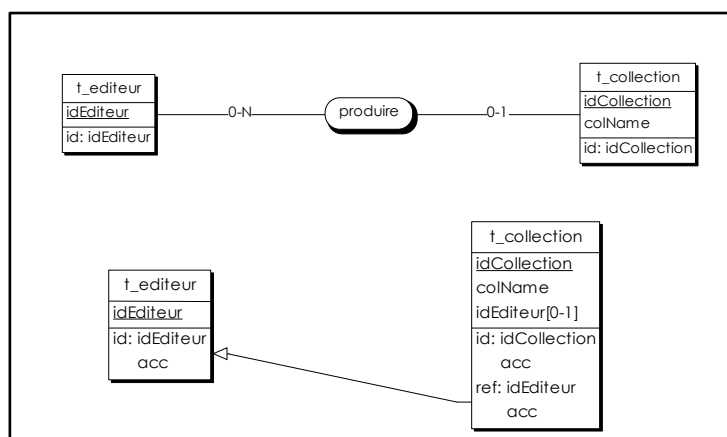 t_editeur
idEditeur
id: idEditeur
0-N
produire
0-1
t_collection
idCollection
colName
id: idCollection
t_editeur
idEditeur
id: idEditeur
acc
t_collection
idCollection
colName
idEditeur[0-1]
id: idCollection
acc
ref: idEditeur
acc